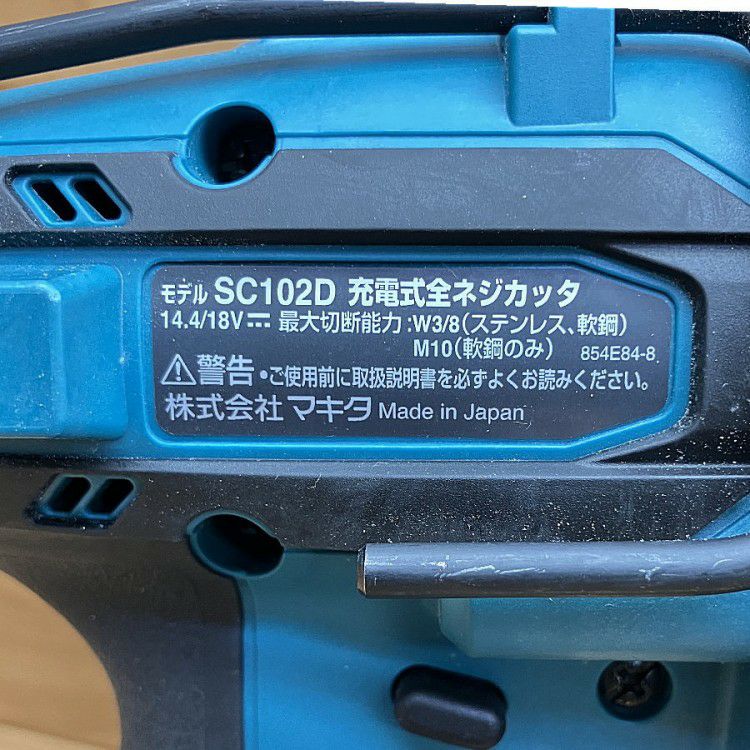 モデル SC102D 充電式全ネジカッタ
14.4/18V⎓ 最大切断能力:W3/8(ステンレス、軟鋼)
M10(軟鋼のみ) 854E84-8
⚠警告・ご使用前に取扱説明書を必ずよくお読みください。
株式会社 マキタ Made in Japan